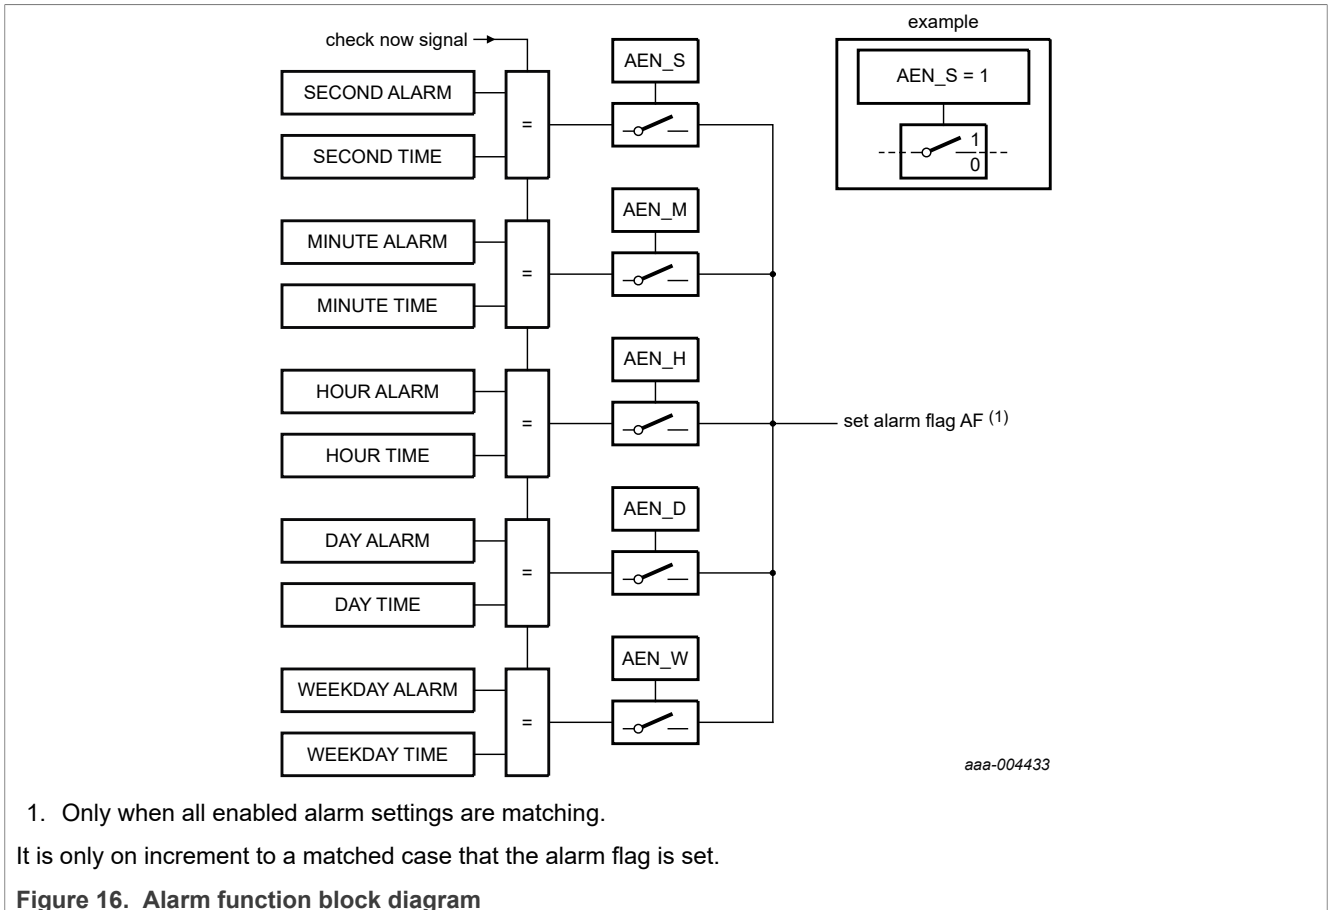 example
check now signal
AEN_S
AEN_S = 1
SECOND ALARM
=
1
SECOND TIME
0
AEN_M
MINUTE ALARM
=
MINUTE TIME
AEN_H
HOUR ALARM
=
set alarm flag AF (1)
HOUR TIME
AEN_D
DAY ALARM
=
DAY TIME
AEN_W
WEEKDAY ALARM
=
WEEKDAY TIME
aaa-004433
1. Only when all enabled alarm settings are matching.
It is only on increment to a matched case that the alarm flag is set.
Figure 16. Alarm function block diagram